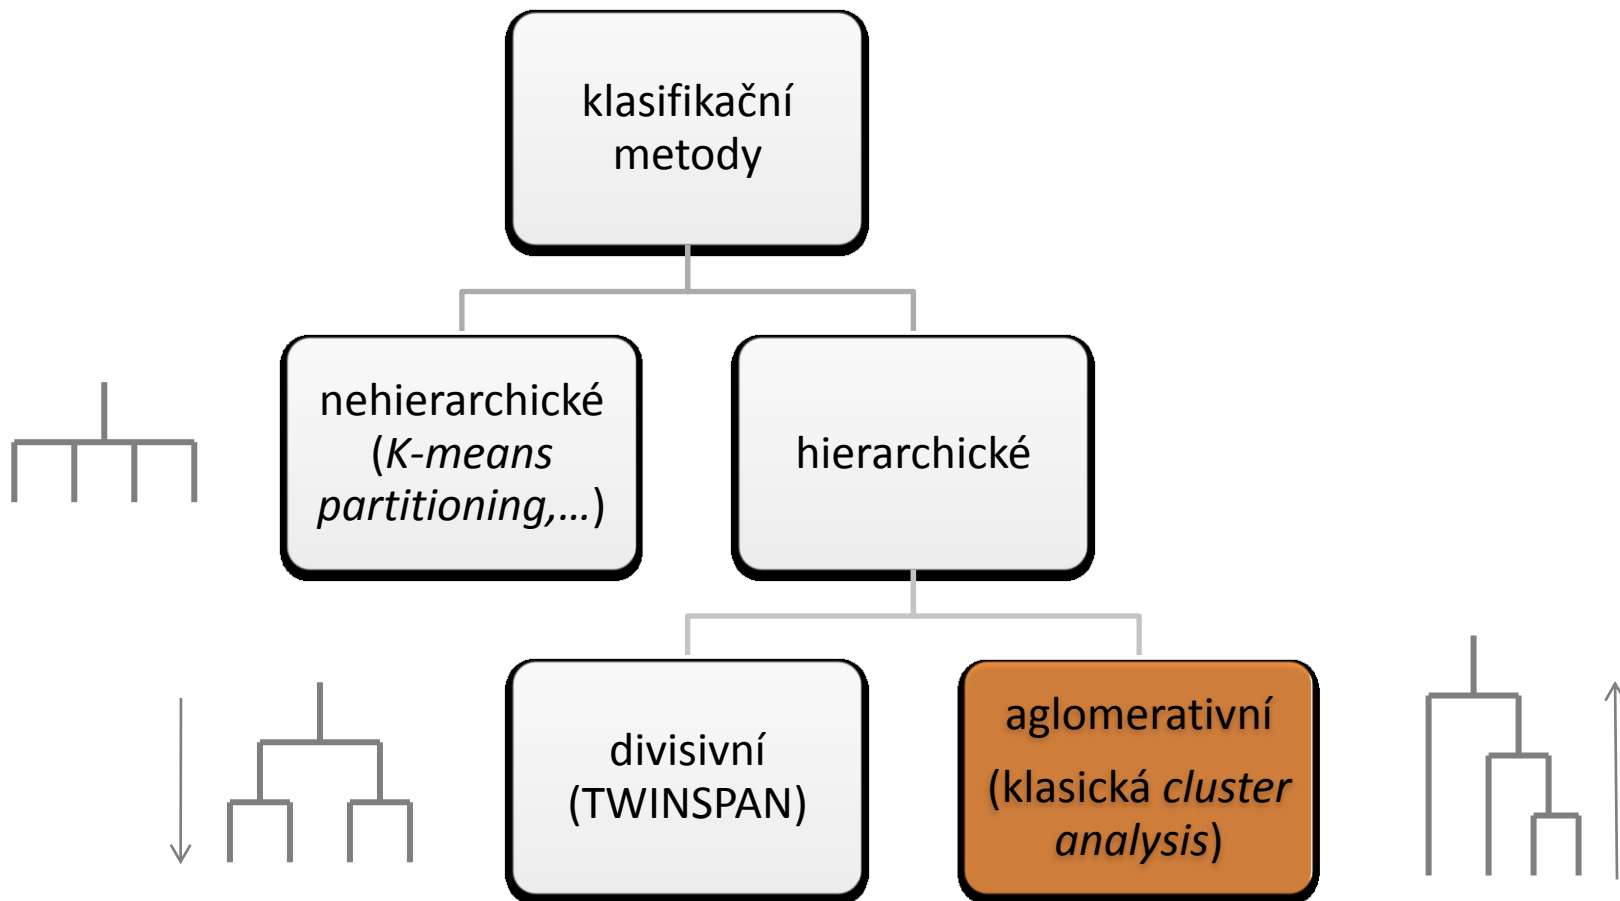 klasifikační
metody
nehierarchické
(K-means
partitioning,...)
hierarchické
divisivní
(TWINSPAN)
aglomerativní
(klasická cluster
analysis)